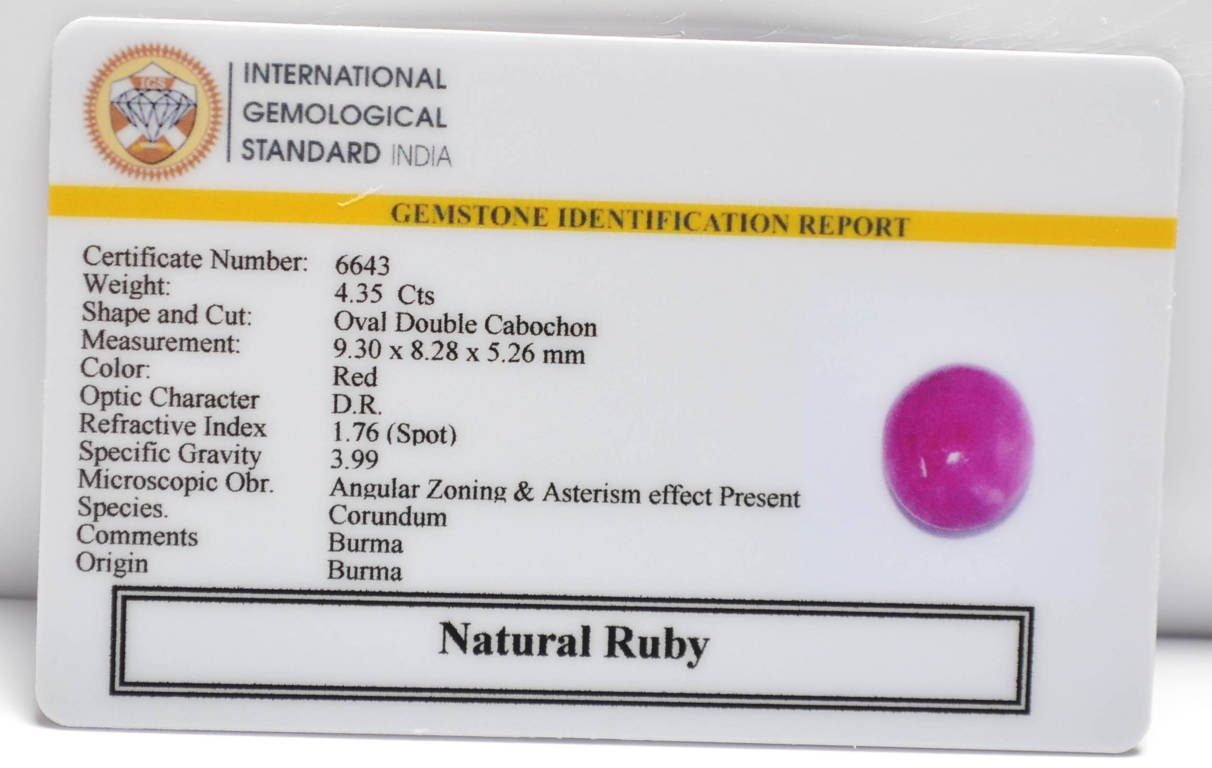 IGS
INTERNATIONAL
GEMOLOGICAL
STANDARD INDIA
GEMSTONE IDENTIFICATION REPORT
Certificate Number: 6643
Weight: 4.35 Cts
Shape and Cut: Oval Double Cabochon
Measurement: 9.30 x 8.28 x 5.26 mm
Color: Red
Optic Character D.R.
Refractive Index 1.76 (Spot)
Specific Gravity 3.99
Microscopic Obr. Angular Zoning & Asterism effect Present
Species. Corundum
Comments Burma
Origin Burma
Natural Ruby